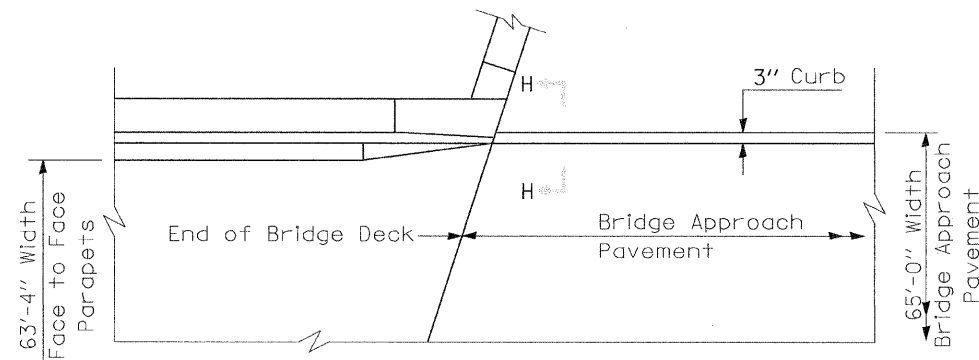 H
3" Curb
H
End of Bridge Deck
Bridge Approach
Pavement
63'-4" Width
Face to Face
Parapets
65'-0" Width
Bridge Approach
Pavement